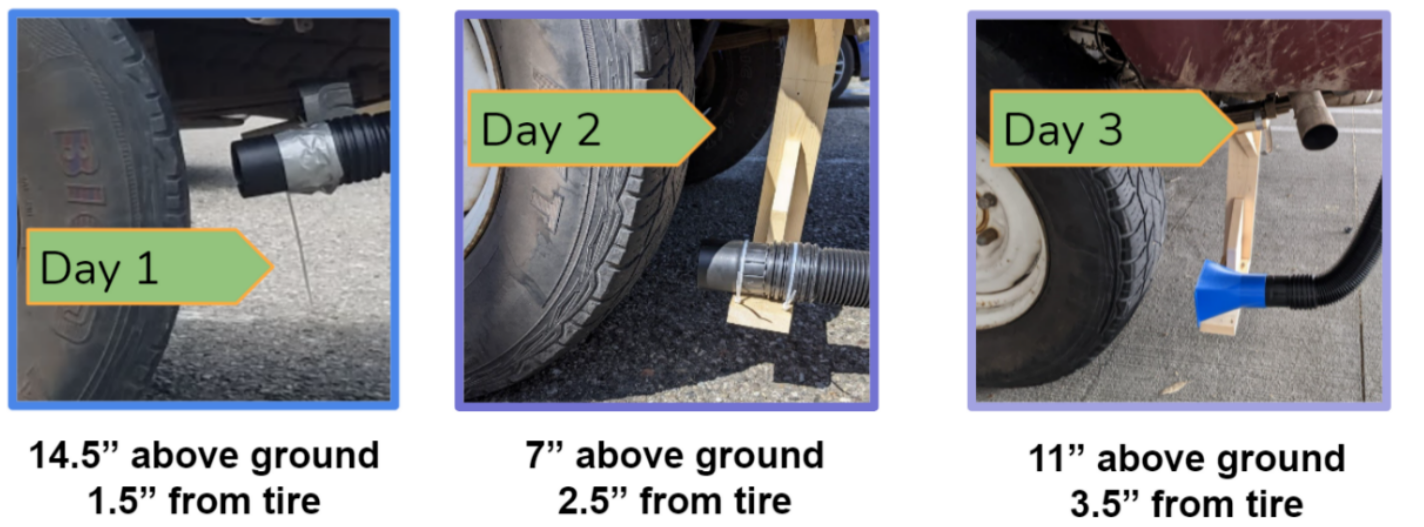 Day 1
Day 2
Day 3
14.5” above ground
1.5” from tire
7” above ground
2.5” from tire
11” above ground
3.5” from tire